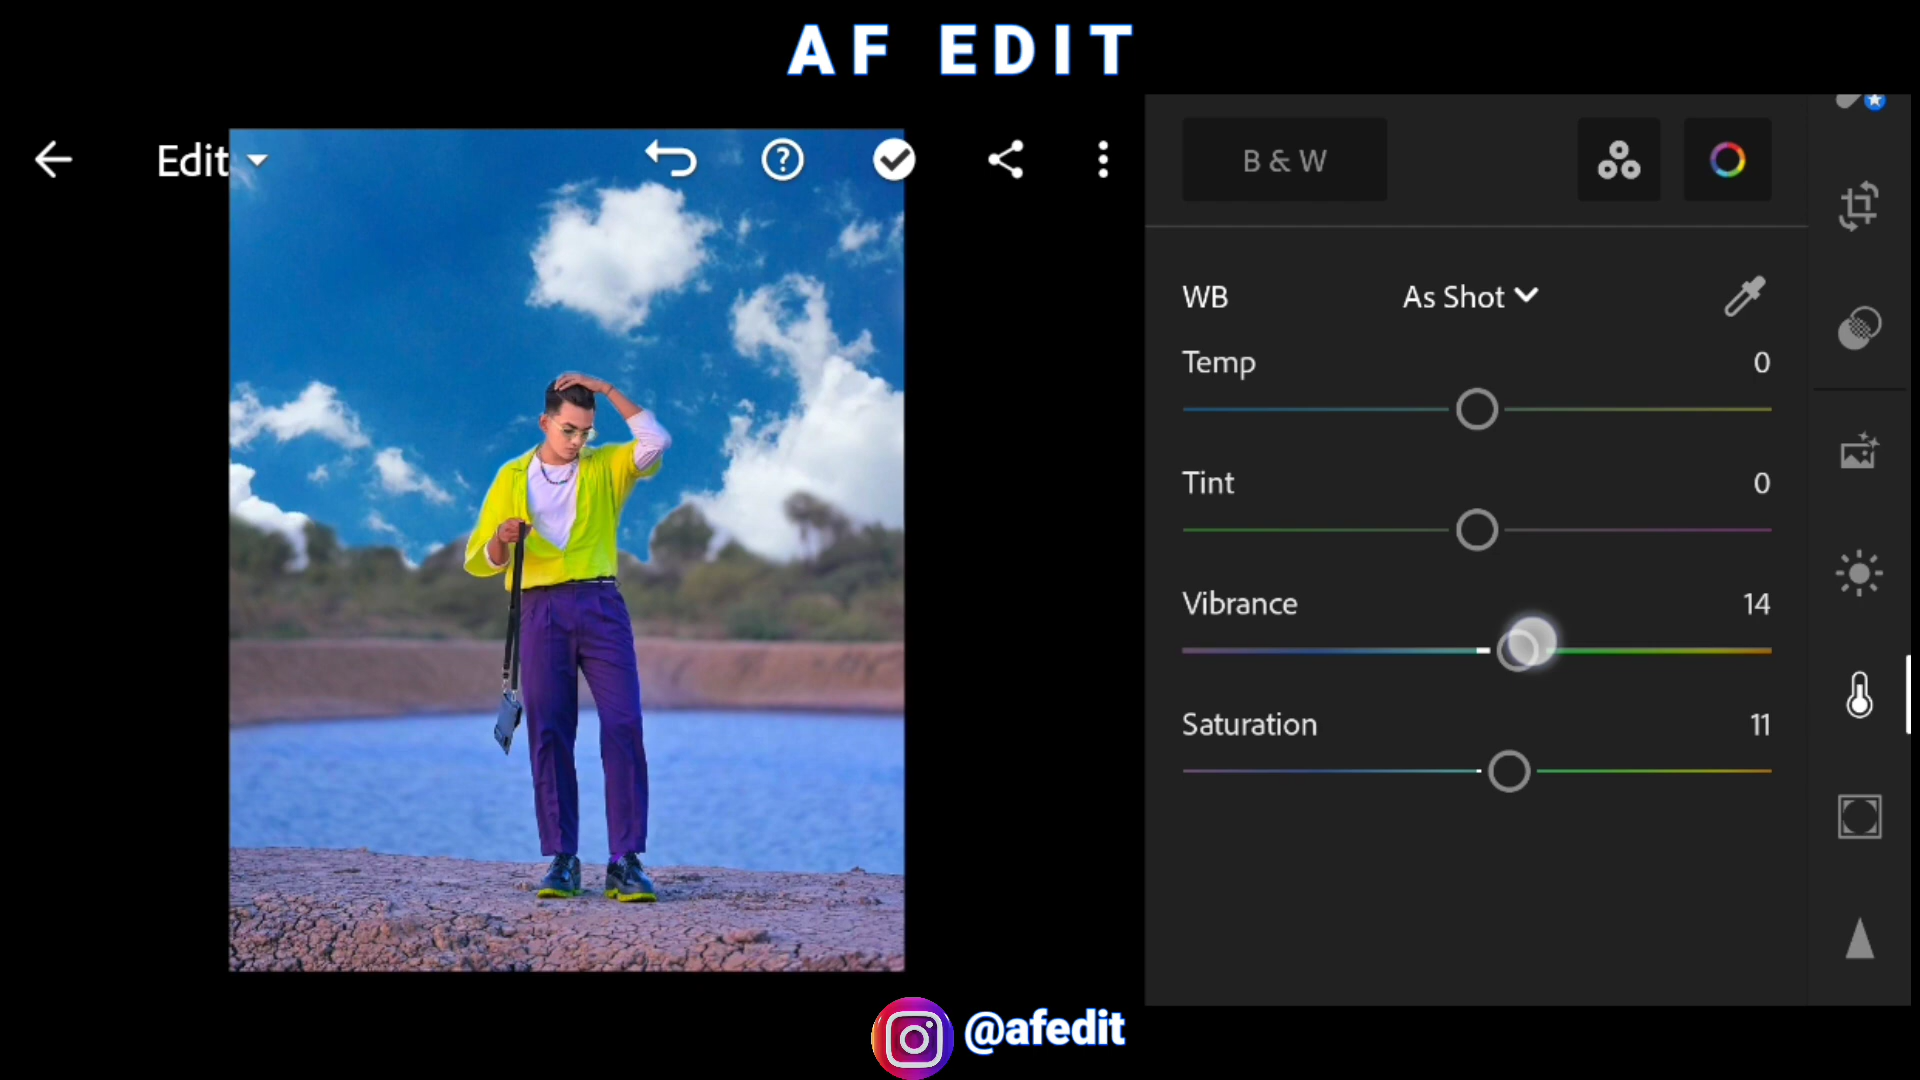 AF EDIT
Edit
B & W
WB As Shot
Temp 0
Tint 0
Vibrance 14
Saturation 11
@afedit